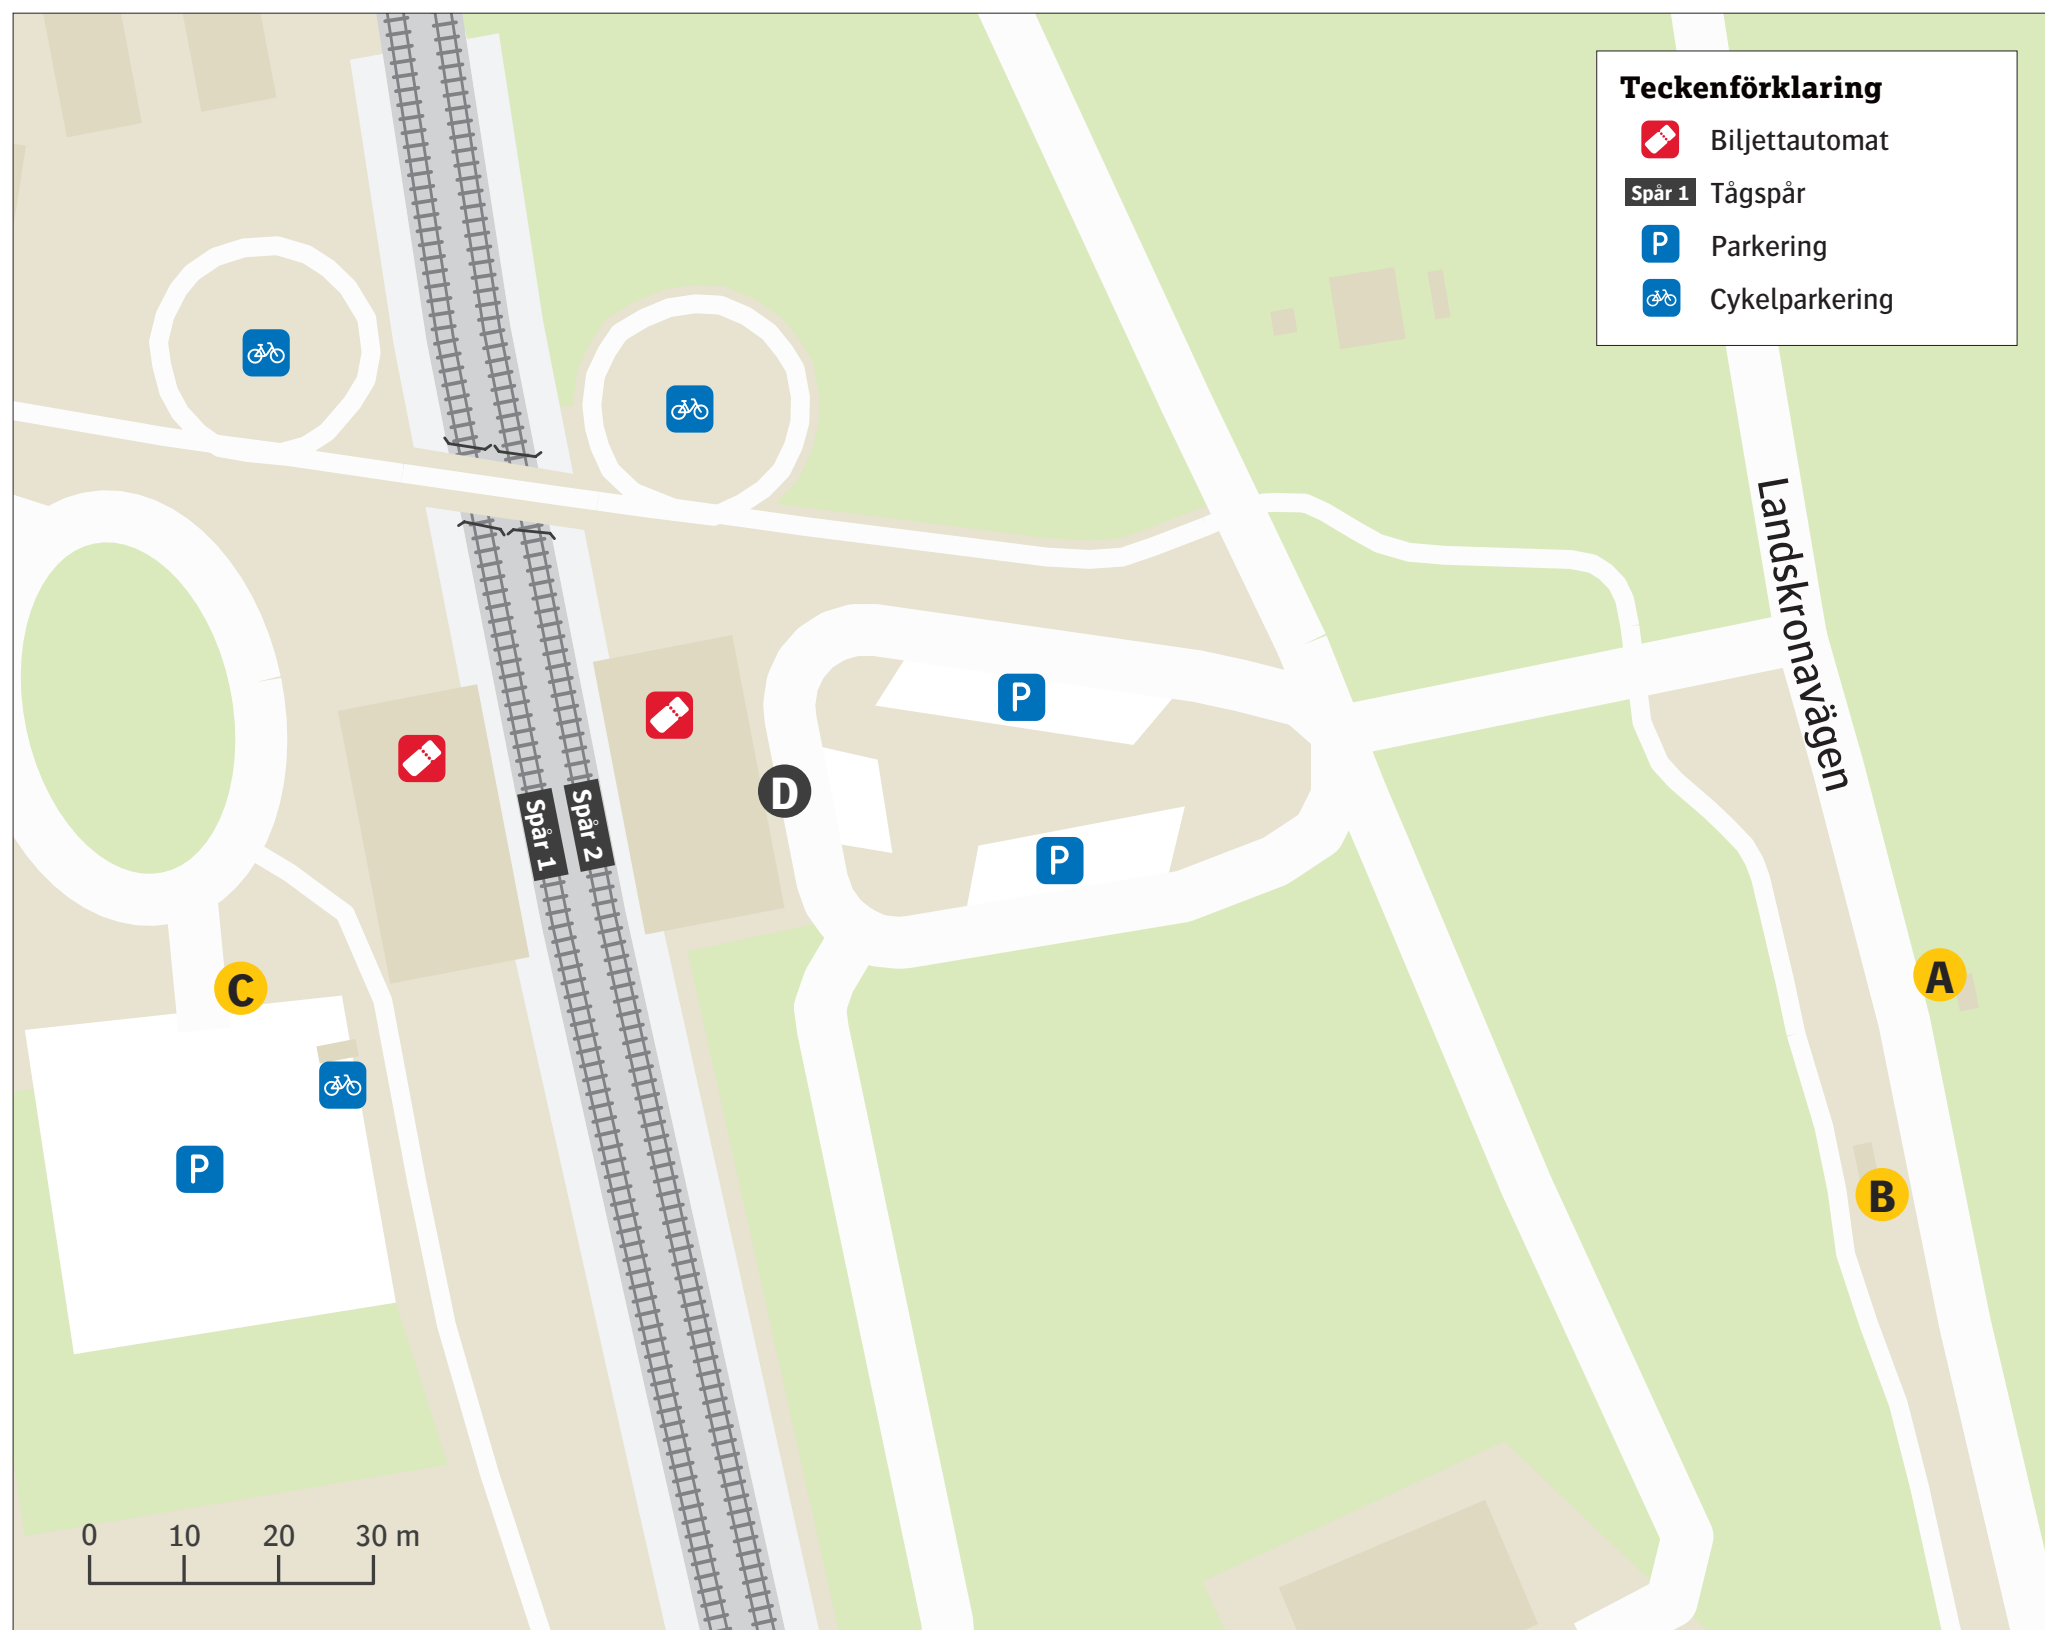 Teckenförklaring
Biljettautomat
Spår 1 Tågspår
P Parkering
Cykelparkering
Landskronavägen
P
D
Spår 1
Spår 2
P
C
A
P
B
0 10 20 30 m